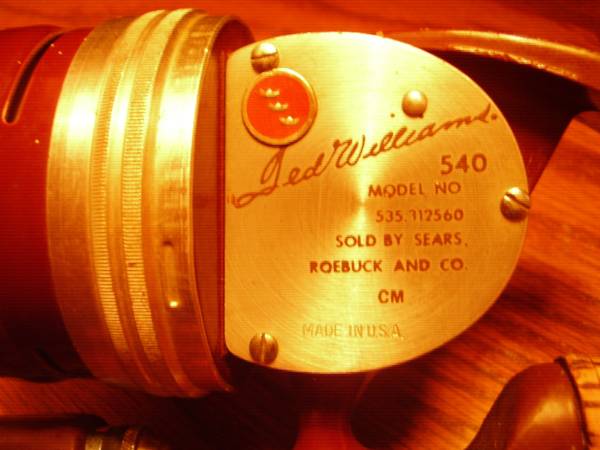 Ted Williams.
540
MODEL NO
535.312560
SOLD BY SEARS,
ROEBUCK AND CO.
CM
MADE IN U.S.A.